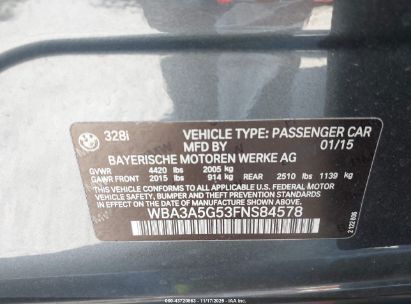 328i VEHICLE TYPE: PASSENGER CAR
MFD BY 01/15
BAYERISCHE MOTOREN WERKE AG
GVWR 4420 lbs 2005 kg
GAWR FRONT 2015 lbs 914 kg REAR 2510 lbs 1139 kg
THIS VEHICLE CONFORMS TO ALL APPLICABLE FEDERAL MOTOR
VEHICLE SAFETY, BUMPER, AND THEFT PREVENTION STANDARDS
IN EFFECT ON THE DATE OF MANUFACTURE SHOWN ABOVE.
WBA3A5G53FNS84578